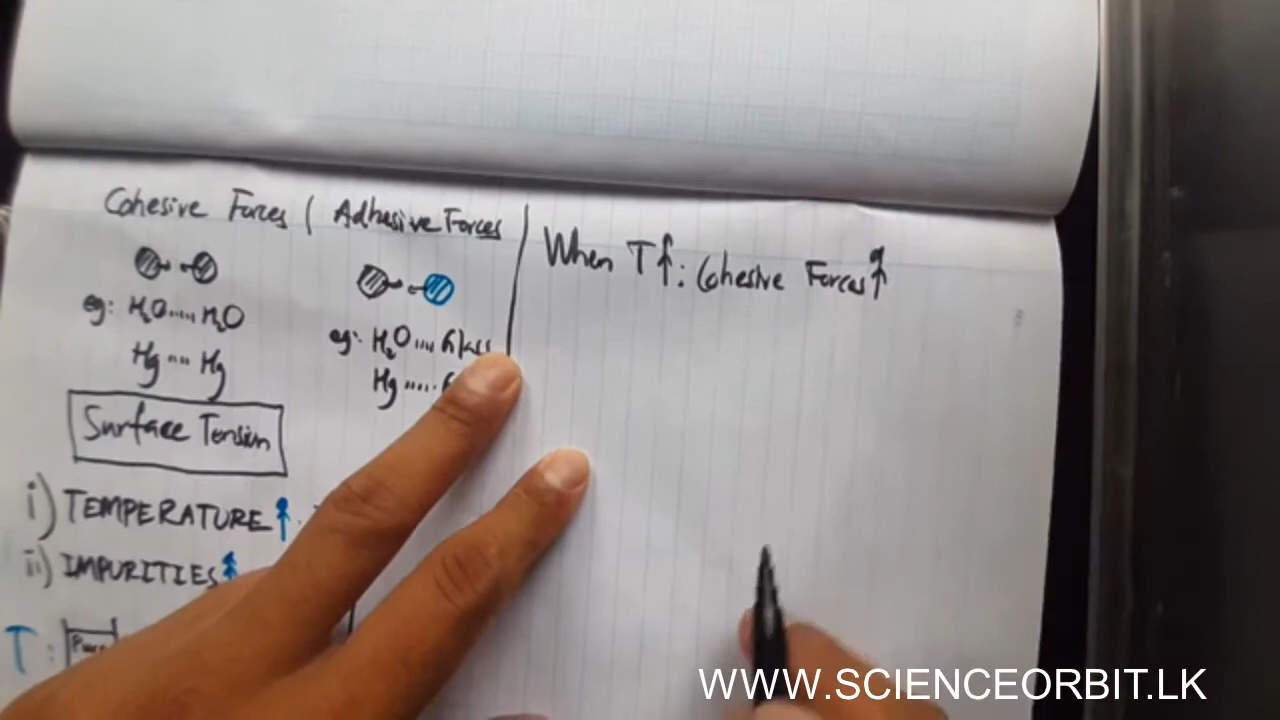 Cohesive Forces | Adhesive Forces
eg: H₂O.....H₂O
Hg....Hg
eg: H₂O....Glass
Hg.....
Surface Tension
i) TEMPERATURE ↑
ii) IMPURITIES ↑
T :
When T↑ : Cohesive Forces ↑
WWW.SCIENCEORBIT.LK